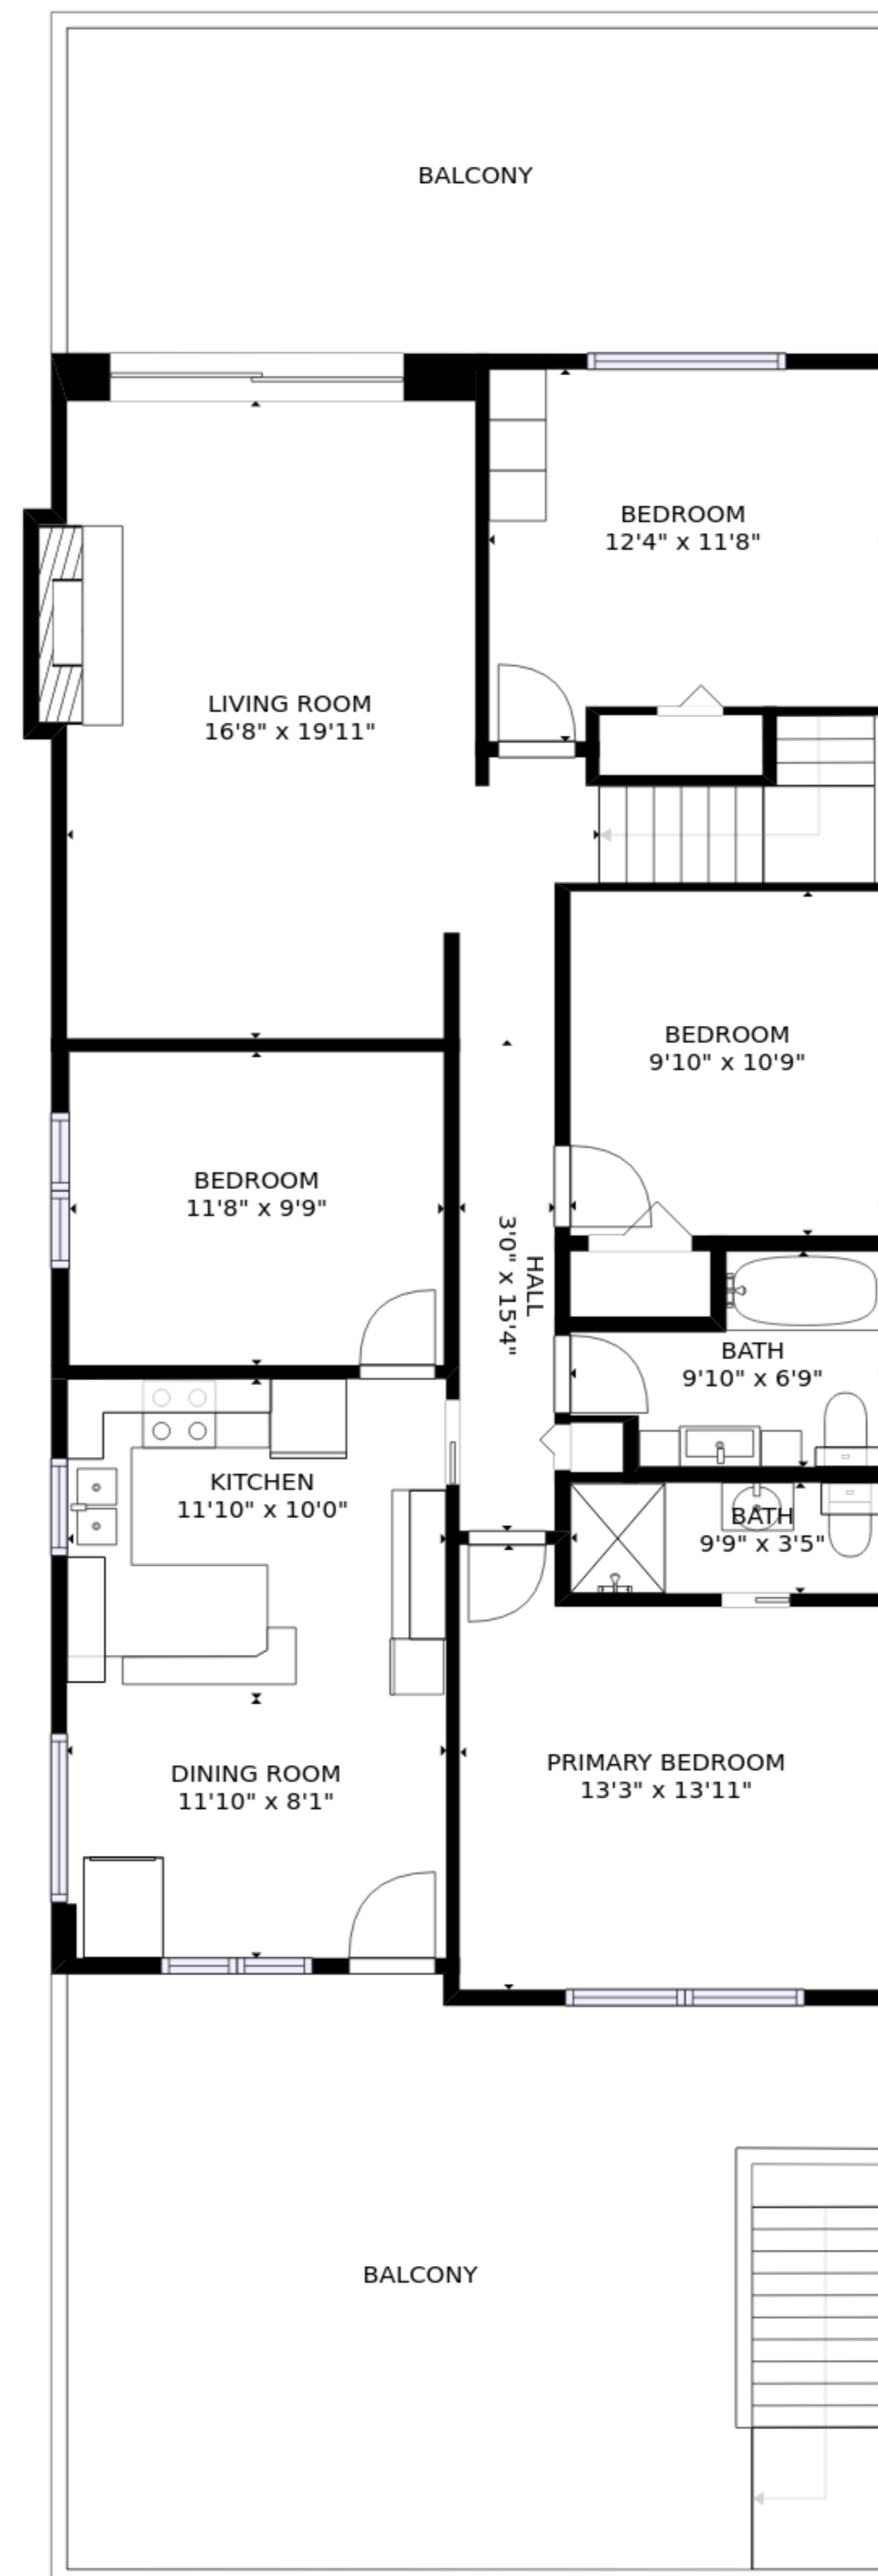 BALCONY
BEDROOM
12'4" x 11'8"
LIVING ROOM
16'8" x 19'11"
BEDROOM
9'10" x 10'9"
BEDROOM
11'8" x 9'9"
HALL
3'0" x 15'4"
BATH
9'10" x 6'9"
KITCHEN
11'10" x 10'0"
BATH
9'9" x 3'5"
PRIMARY BEDROOM
13'3" x 13'11"
DINING ROOM
11'10" x 8'1"
BALCONY